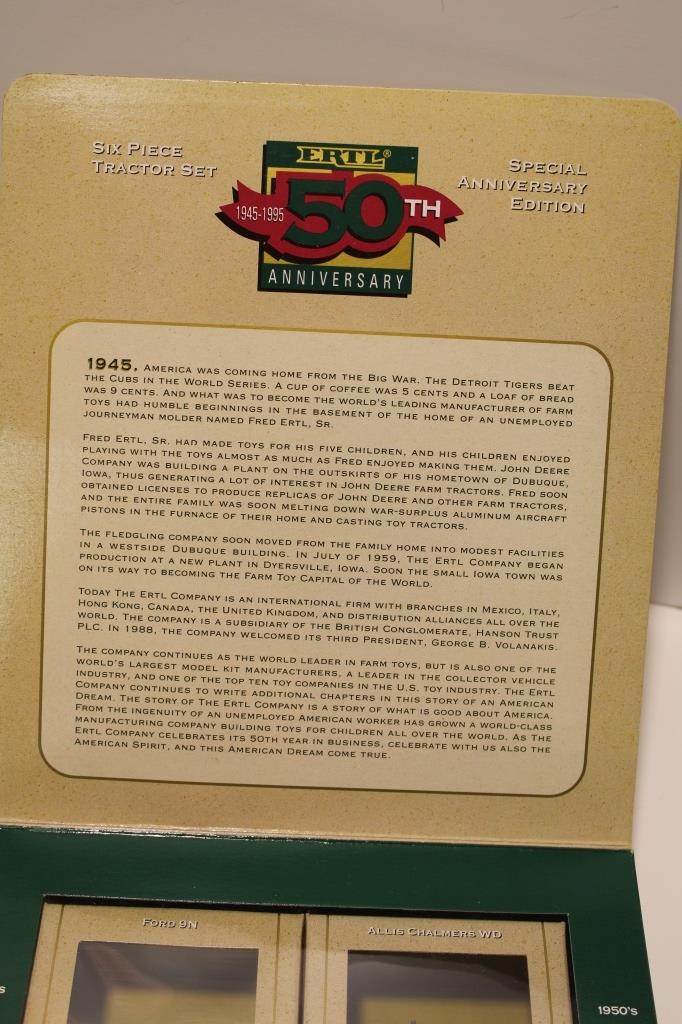 Six Piece
Tractor Set
ERTL®
1945-1995
50TH
ANNIVERSARY
Special
Anniversary
Edition
1945. America was coming home from the Big War. The Detroit Tigers beat
the Cubs in the World Series. A cup of coffee was 5 cents and a loaf of bread
was 9 cents. And what was to become the world's leading manufacturer of farm
toys had humble beginnings in the basement of the home of an unemployed
journeyman molder named Fred Ertl, Sr.
Fred Ertl, Sr. had made toys for his five children, and his children enjoyed
playing with the toys almost as much as Fred enjoyed making them. John Deere
Company was building a plant on the outskirts of his hometown of Dubuque,
Iowa, thus generating a lot of interest in John Deere farm tractors. Fred soon
obtained licenses to produce replicas of John Deere and other farm tractors,
and the entire family was soon melting down war-surplus aluminum aircraft
pistons in the furnace of their home and casting toy tractors.
The fledgling company soon moved from the family home into modest facilities
in a westside Dubuque building. In July of 1959, The Ertl Company began
production at a new plant in Dyersville, Iowa. Soon the small Iowa town was
on its way to becoming the Farm Toy Capital of the World.
Today The Ertl Company is an international firm with branches in Mexico, Italy,
Hong Kong, Canada, the United Kingdom, and distribution alliances all over the
world. The company is a subsidiary of the British Conglomerate, Hanson Trust
PLC. In 1988, the company welcomed its third President, George B. Volanakis.
The company continues as the world leader in farm toys, but is also one of the
world's largest model kit manufacturers, a leader in the collector vehicle
industry, and one of the top ten toy companies in the U.S. toy industry. The Ertl
Company continues to write additional chapters in this story of an American
Dream. The story of The Ertl Company is a story of what is good about America.
From the ingenuity of an unemployed American worker has grown a world-class
manufacturing company building toys for children all over the world. As The
Ertl Company celebrates its 50th year in business, celebrate with us also the
American Spirit, and this American Dream come true.
Ford 9N
Allis Chalmers WD
1950's